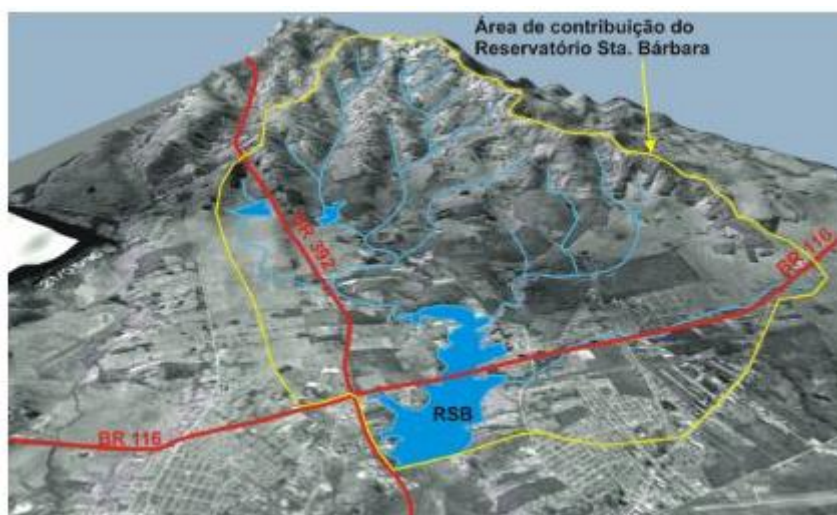 Área de contribuição do
Reservatório Sta. Bárbara
BR 392
BR 116
RSB
BR 116